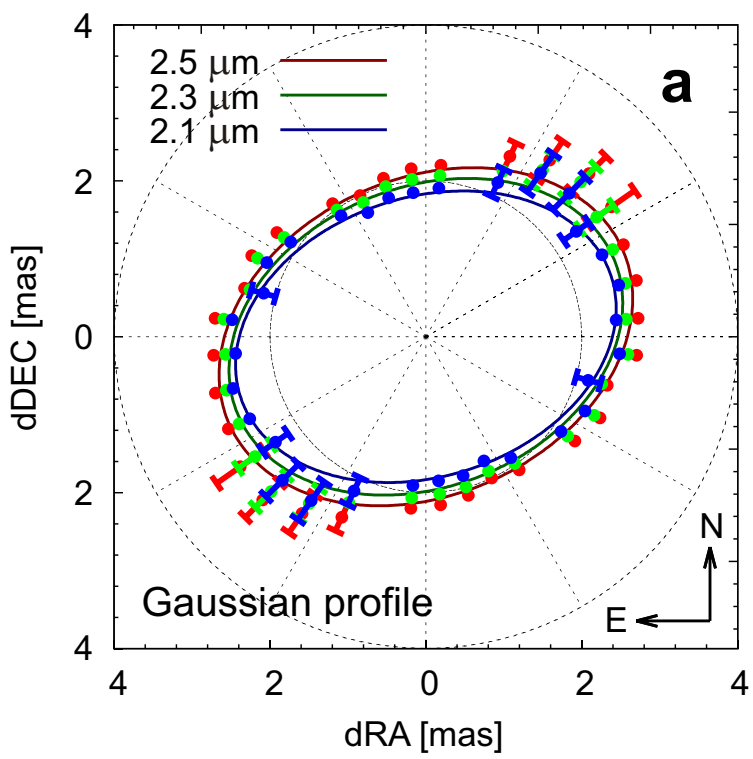 4
2.5 μm
a
2.3 μm
2.1 μm
2
dDEC [mas]
0
2
N
Gaussian profile
E
4
4 2 0 2 4
dRA [mas]